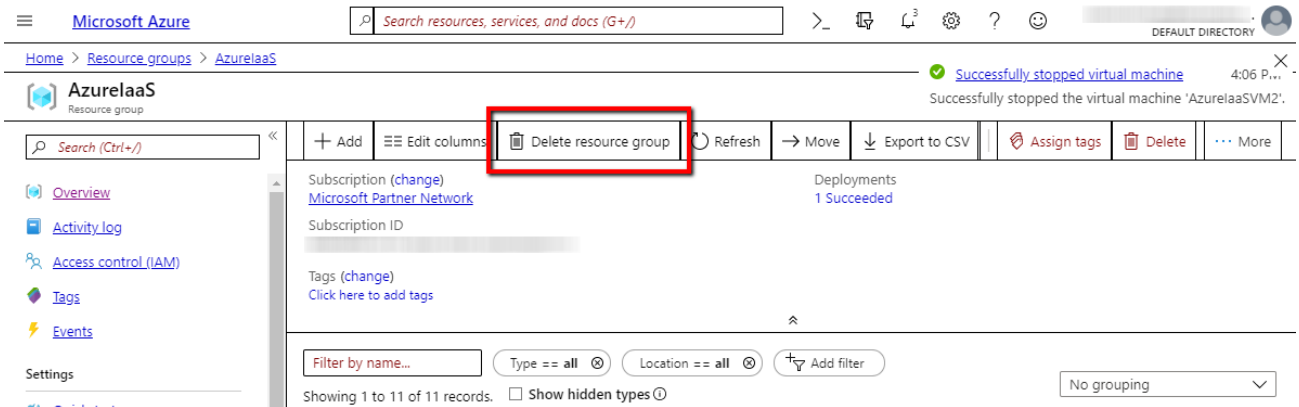 Microsoft Azure
Search resources, services, and docs (G+/)
3
DEFAULT DIRECTORY
Home > Resource groups > AzureIaaS
Successfully stopped virtual machine 4:06 P
Successfully stopped the virtual machine 'AzureIaaSVM2'.
AzureIaaS
Resource group
Search (Ctrl+/)
Add Edit columns Delete resource group Refresh Move Export to CSV Assign tags Delete More
Overview
Activity log
Access control (IAM)
Tags
Events
Settings
Subscription (change)
Microsoft Partner Network
Subscription ID
Tags (change)
Click here to add tags
Deployments
1 Succeeded
Filter by name... Type == all Location == all Add filter
Showing 1 to 11 of 11 records. Show hidden types
No grouping